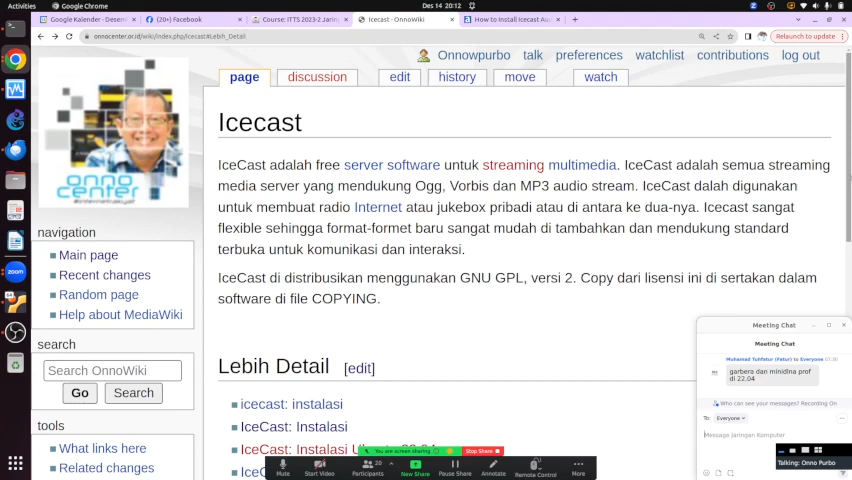 Activities
Google Chrome
Des 14 20:12
Google Kalender - Desem
(20+) Facebook
Course: ITTS 2023-2 Jarin
Icecast - OnnoWiki
How to Install Icecast Au
onnocenter.or.id/wiki/index.php/Icecast#Lebih_Detail
Relaunch to update
Onnowpurbo talk preferences watchlist contributions log out
page discussion edit history move watch
onno
center
Icecast
IceCast adalah free server software untuk streaming multimedia. IceCast adalah semua streaming
media server yang mendukung Ogg, Vorbis dan MP3 audio stream. IceCast dalah digunakan
untuk membuat radio Internet atau jukebox pribadi atau di antara ke dua-nya. Icecast sangat
flexible sehingga format-formet baru sangat mudah di tambahkan dan mendukung standard
terbuka untuk komunikasi dan interaksi.
IceCast di distribusikan menggunakan GNU GPL, versi 2. Copy dari lisensi ini di sertakan dalam
software di file COPYING.
Lebih Detail [edit]
icecast: instalasi
IceCast: Instalasi
IceCast: Instalasi
navigation
Main page
Recent changes
Random page
Help about MediaWiki
search
Search OnnoWiki
Go Search
tools
What links here
Related changes
Meeting Chat
Meeting Chat
Muhamad Tuhfatur (Fatur) to Everyone 07:30
garbera dan minidlna prof
di 22.04
Who can see your messages? Recording On
To: Everyone
Message Jaringan Komputer
Talking: Onno Purbo
You are screen sharing
Stop Share
Mute
Start Video
Participants
20
New Share
Pause Share
Annotate
Remote Control
More